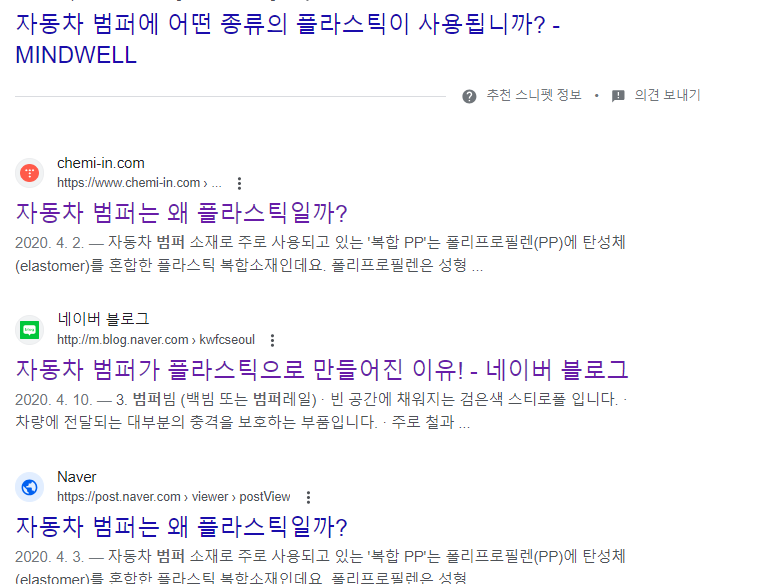 자동차 범퍼에 어떤 종류의 플라스틱이 사용됩니까? -
MINDWELL
추천 스니펫 정보 • 의견 보내기
chemi-in.com
https://www.chemi-in.com › ...
자동차 범퍼는 왜 플라스틱일까?
2020. 4. 2. — 자동차 범퍼 소재로 주로 사용되고 있는 '복합 PP'는 폴리프로필렌(PP)에 탄성체
(elastomer)를 혼합한 플라스틱 복합소재인데요. 폴리프로필렌은 성형 ...
네이버 블로그
http://m.blog.naver.com › kwfcseoul
자동차 범퍼가 플라스틱으로 만들어진 이유! - 네이버 블로그
2020. 4. 10. — 3. 범퍼빔 (백빔 또는 범퍼레일) · 빈 공간에 채워지는 검은색 스티로폴 입니다. ·
차량에 전달되는 대부분의 충격을 보호하는 부품입니다. · 주로 철과 ...
Naver
https://post.naver.com › viewer › postView
자동차 범퍼는 왜 플라스틱일까?
2020. 4. 3. — 자동차 범퍼 소재로 주로 사용되고 있는 '복합 PP'는 폴리프로필렌(PP)에 탄성체
(elastomer)를 혼합한 플라스틱 복합소재인데요. 폴리프로필렌은 성형